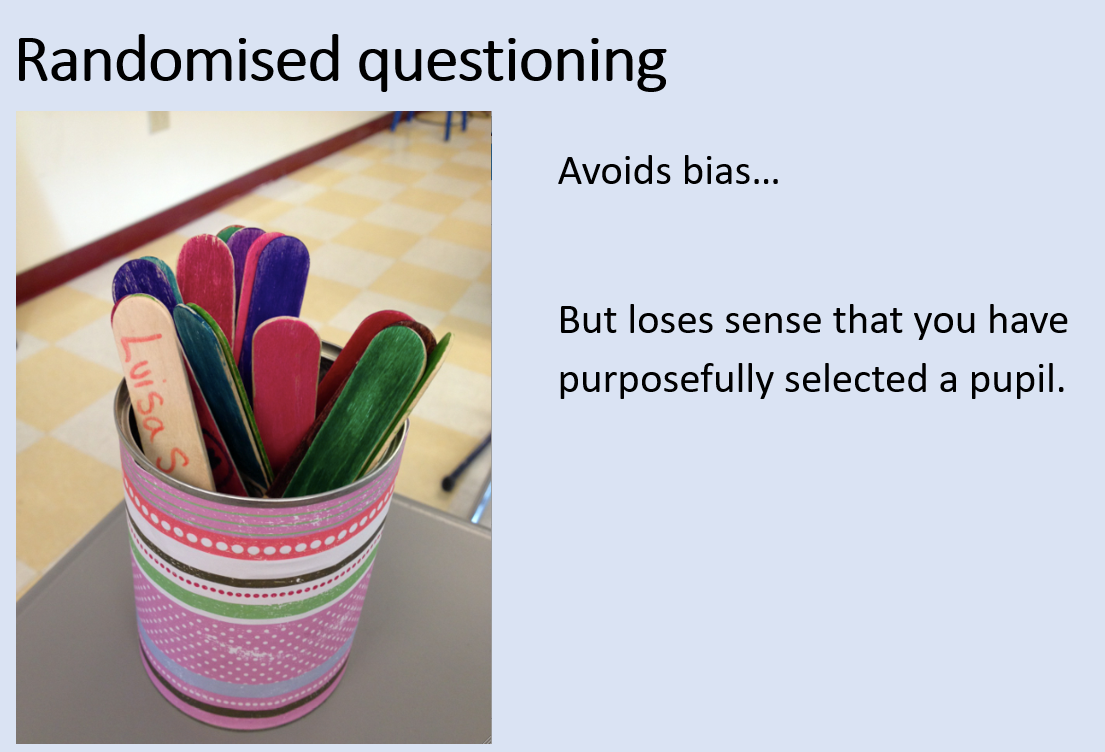 Randomised questioning
Avoids bias…
But loses sense that you have
purposefully selected a pupil.
Luisa S